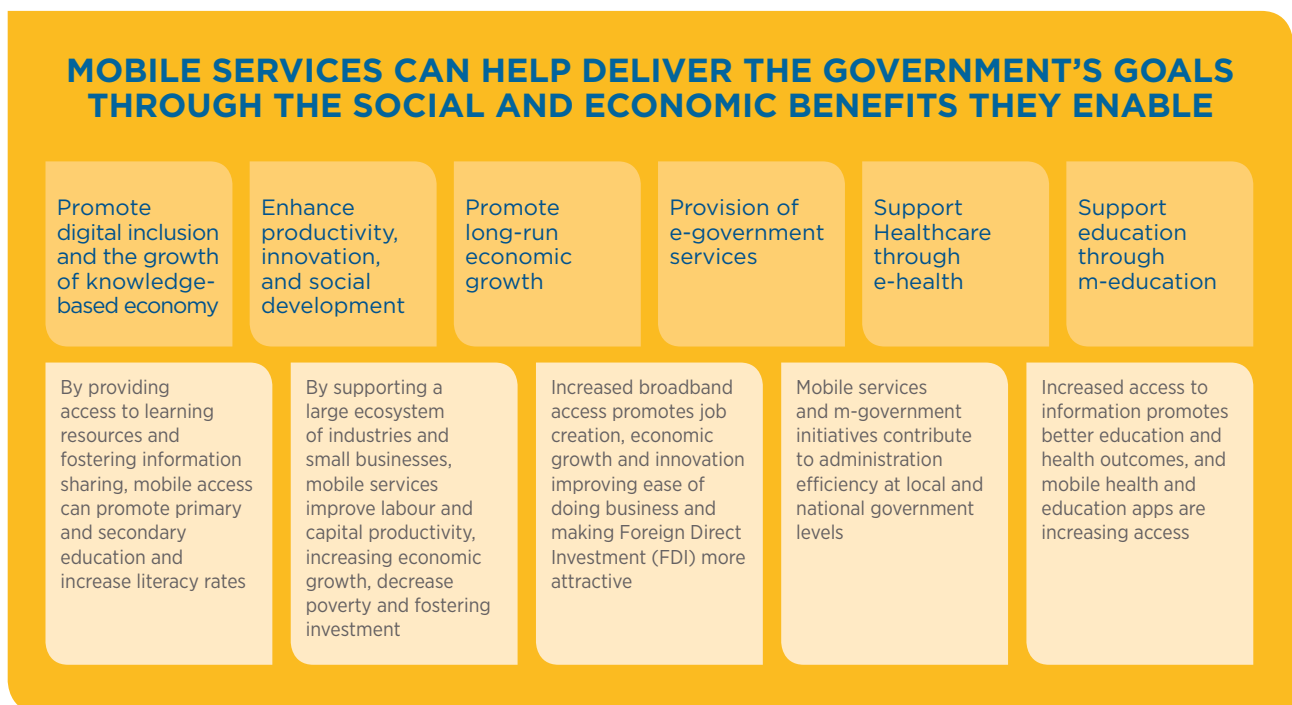 MOBILE SERVICES CAN HELP DELIVER THE GOVERNMENT'S GOALS
THROUGH THE SOCIAL AND ECONOMIC BENEFITS THEY ENABLE
Promote
digital inclusion
and the growth
of knowledge-
based economy
Enhance
productivity,
innovation,
and social
development
Promote
long-run
economic
growth
Provision of
e-government
services
Support
Healthcare
through
e-health
Support
education
through
m-education
By providing
access to learning
resources and
fostering information
sharing, mobile access
can promote primary
and secondary
education and
increase literacy rates
By supporting a
large ecosystem
of industries and
small businesses,
mobile services
improve labour and
capital productivity,
increasing economic
growth, decrease
poverty and fostering
investment
Increased broadband
access promotes job
creation, economic
growth and innovation
improving ease of
doing business and
making Foreign Direct
Investment (FDI) more
attractive
Mobile services
and m-government
initiatives contribute
to administration
efficiency at local and
national government
levels
Increased access to
information promotes
better education and
health outcomes, and
mobile health and
education apps are
increasing access